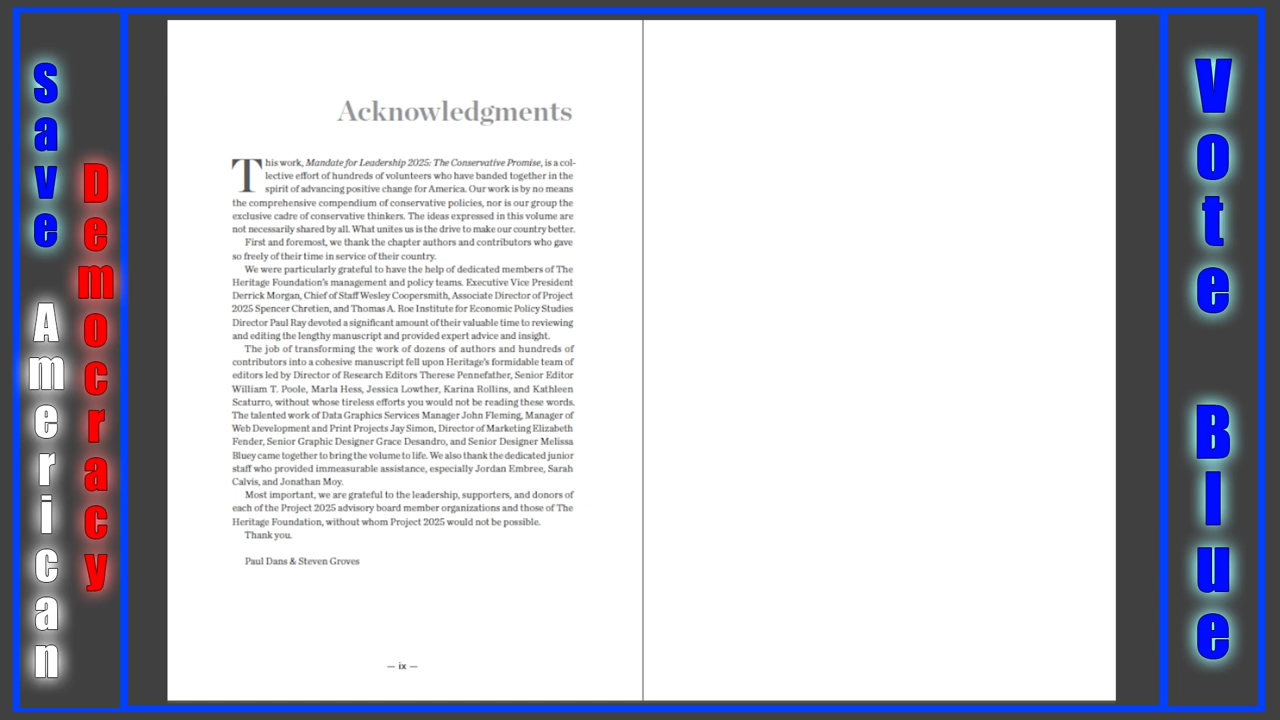 Save American
Democracy
Acknowledgments
This work, Mandate for Leadership 2025: The Conservative Promise, is a col-
lective effort of hundreds of volunteers who have banded together in the
spirit of advancing positive change for America. Our work is by no means
the comprehensive compendium of conservative policies, nor is our group the
exclusive cadre of conservative thinkers. The ideas expressed in this volume are
not necessarily shared by all. What unites us is the drive to make our country better.
First and foremost, we thank the chapter authors and contributors who gave
so freely of their time in service of their country.
We were particularly grateful to have the help of dedicated members of The
Heritage Foundation's management and policy teams. Executive Vice President
Derrick Morgan, Chief of Staff Wesley Coopersmith, Associate Director of Project
2025 Spencer Chretien, and Thomas A. Roe Institute for Economic Policy Studies
Director Paul Ray devoted a significant amount of their valuable time to reviewing
and editing the lengthy manuscript and provided expert advice and insight.
The job of transforming the work of dozens of authors and hundreds of
contributors into a cohesive manuscript fell upon Heritage's formidable team of
editors led by Director of Research Editors Therese Pennefather, Senior Editor
William T. Poole, Marla Hess, Jessica Lowther, Karina Rollins, and Kathleen
Scaturro, without whose tireless efforts you would not be reading these words.
The talented work of Data Graphics Services Manager John Fleming, Manager of
Web Development and Print Projects Jay Simon, Director of Marketing Elizabeth
Fender, Senior Graphic Designer Grace Desandro, and Senior Designer Melissa
Bluey came together to bring the volume to life. We also thank the dedicated junior
staff who provided immeasurable assistance, especially Jordan Embree, Sarah
Calvis, and Jonathan Moy.
Most important, we are grateful to the leadership, supporters, and donors of
each of the Project 2025 advisory board member organizations and those of The
Heritage Foundation, without whom Project 2025 would not be possible.
Thank you.
Paul Dans & Steven Groves
— ix —
Vote Blue